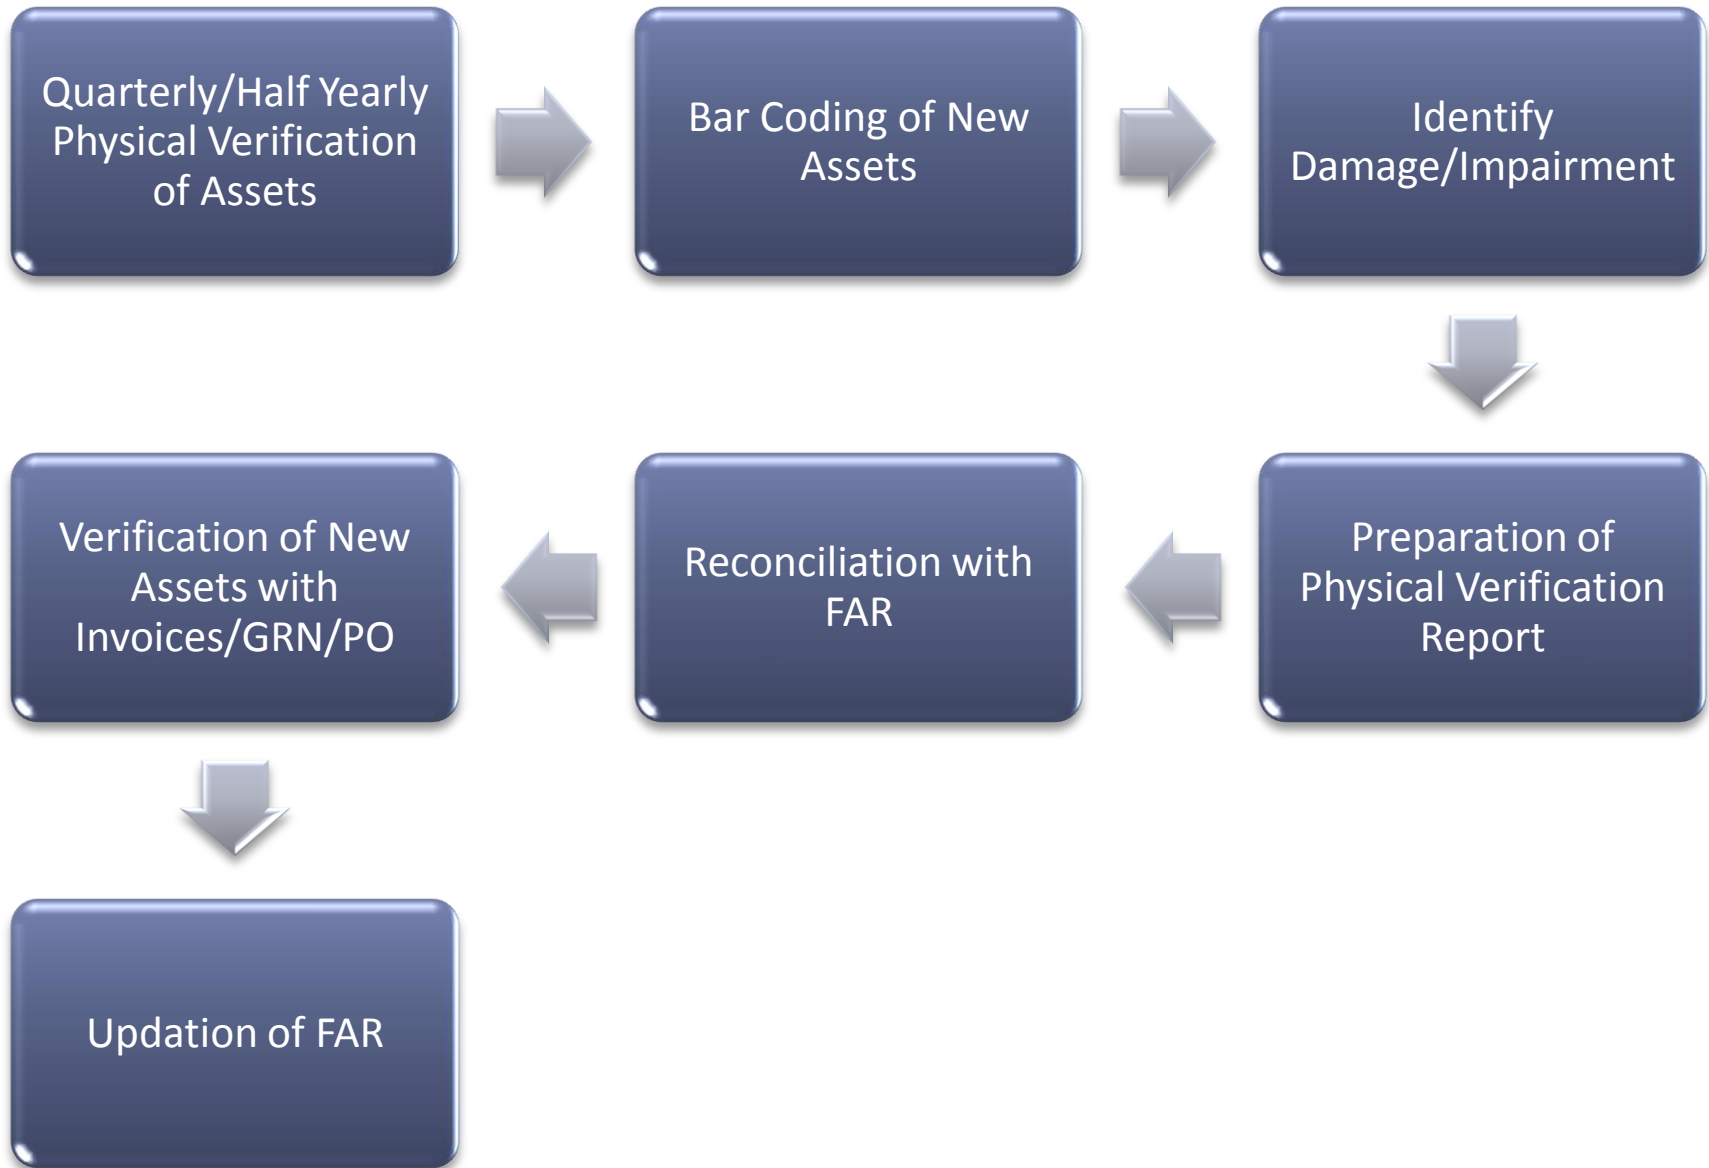 Quarterly/Half Yearly
Physical Verification
of Assets
Bar Coding of New
Assets
Identify
Damage/Impairment
Preparation of
Physical Verification
Report
Reconciliation with
FAR
Verification of New
Assets with
Invoices/GRN/PO
Updation of FAR